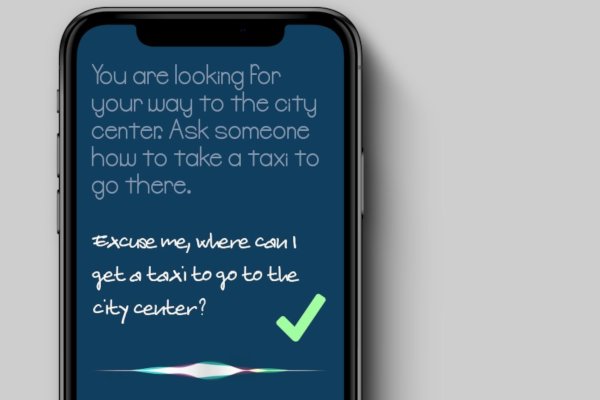 You are looking for
your way to the city
center. Ask someone
how to take a taxi to
go there.
Excuse me, where can I
get a taxi to go to the
city center?